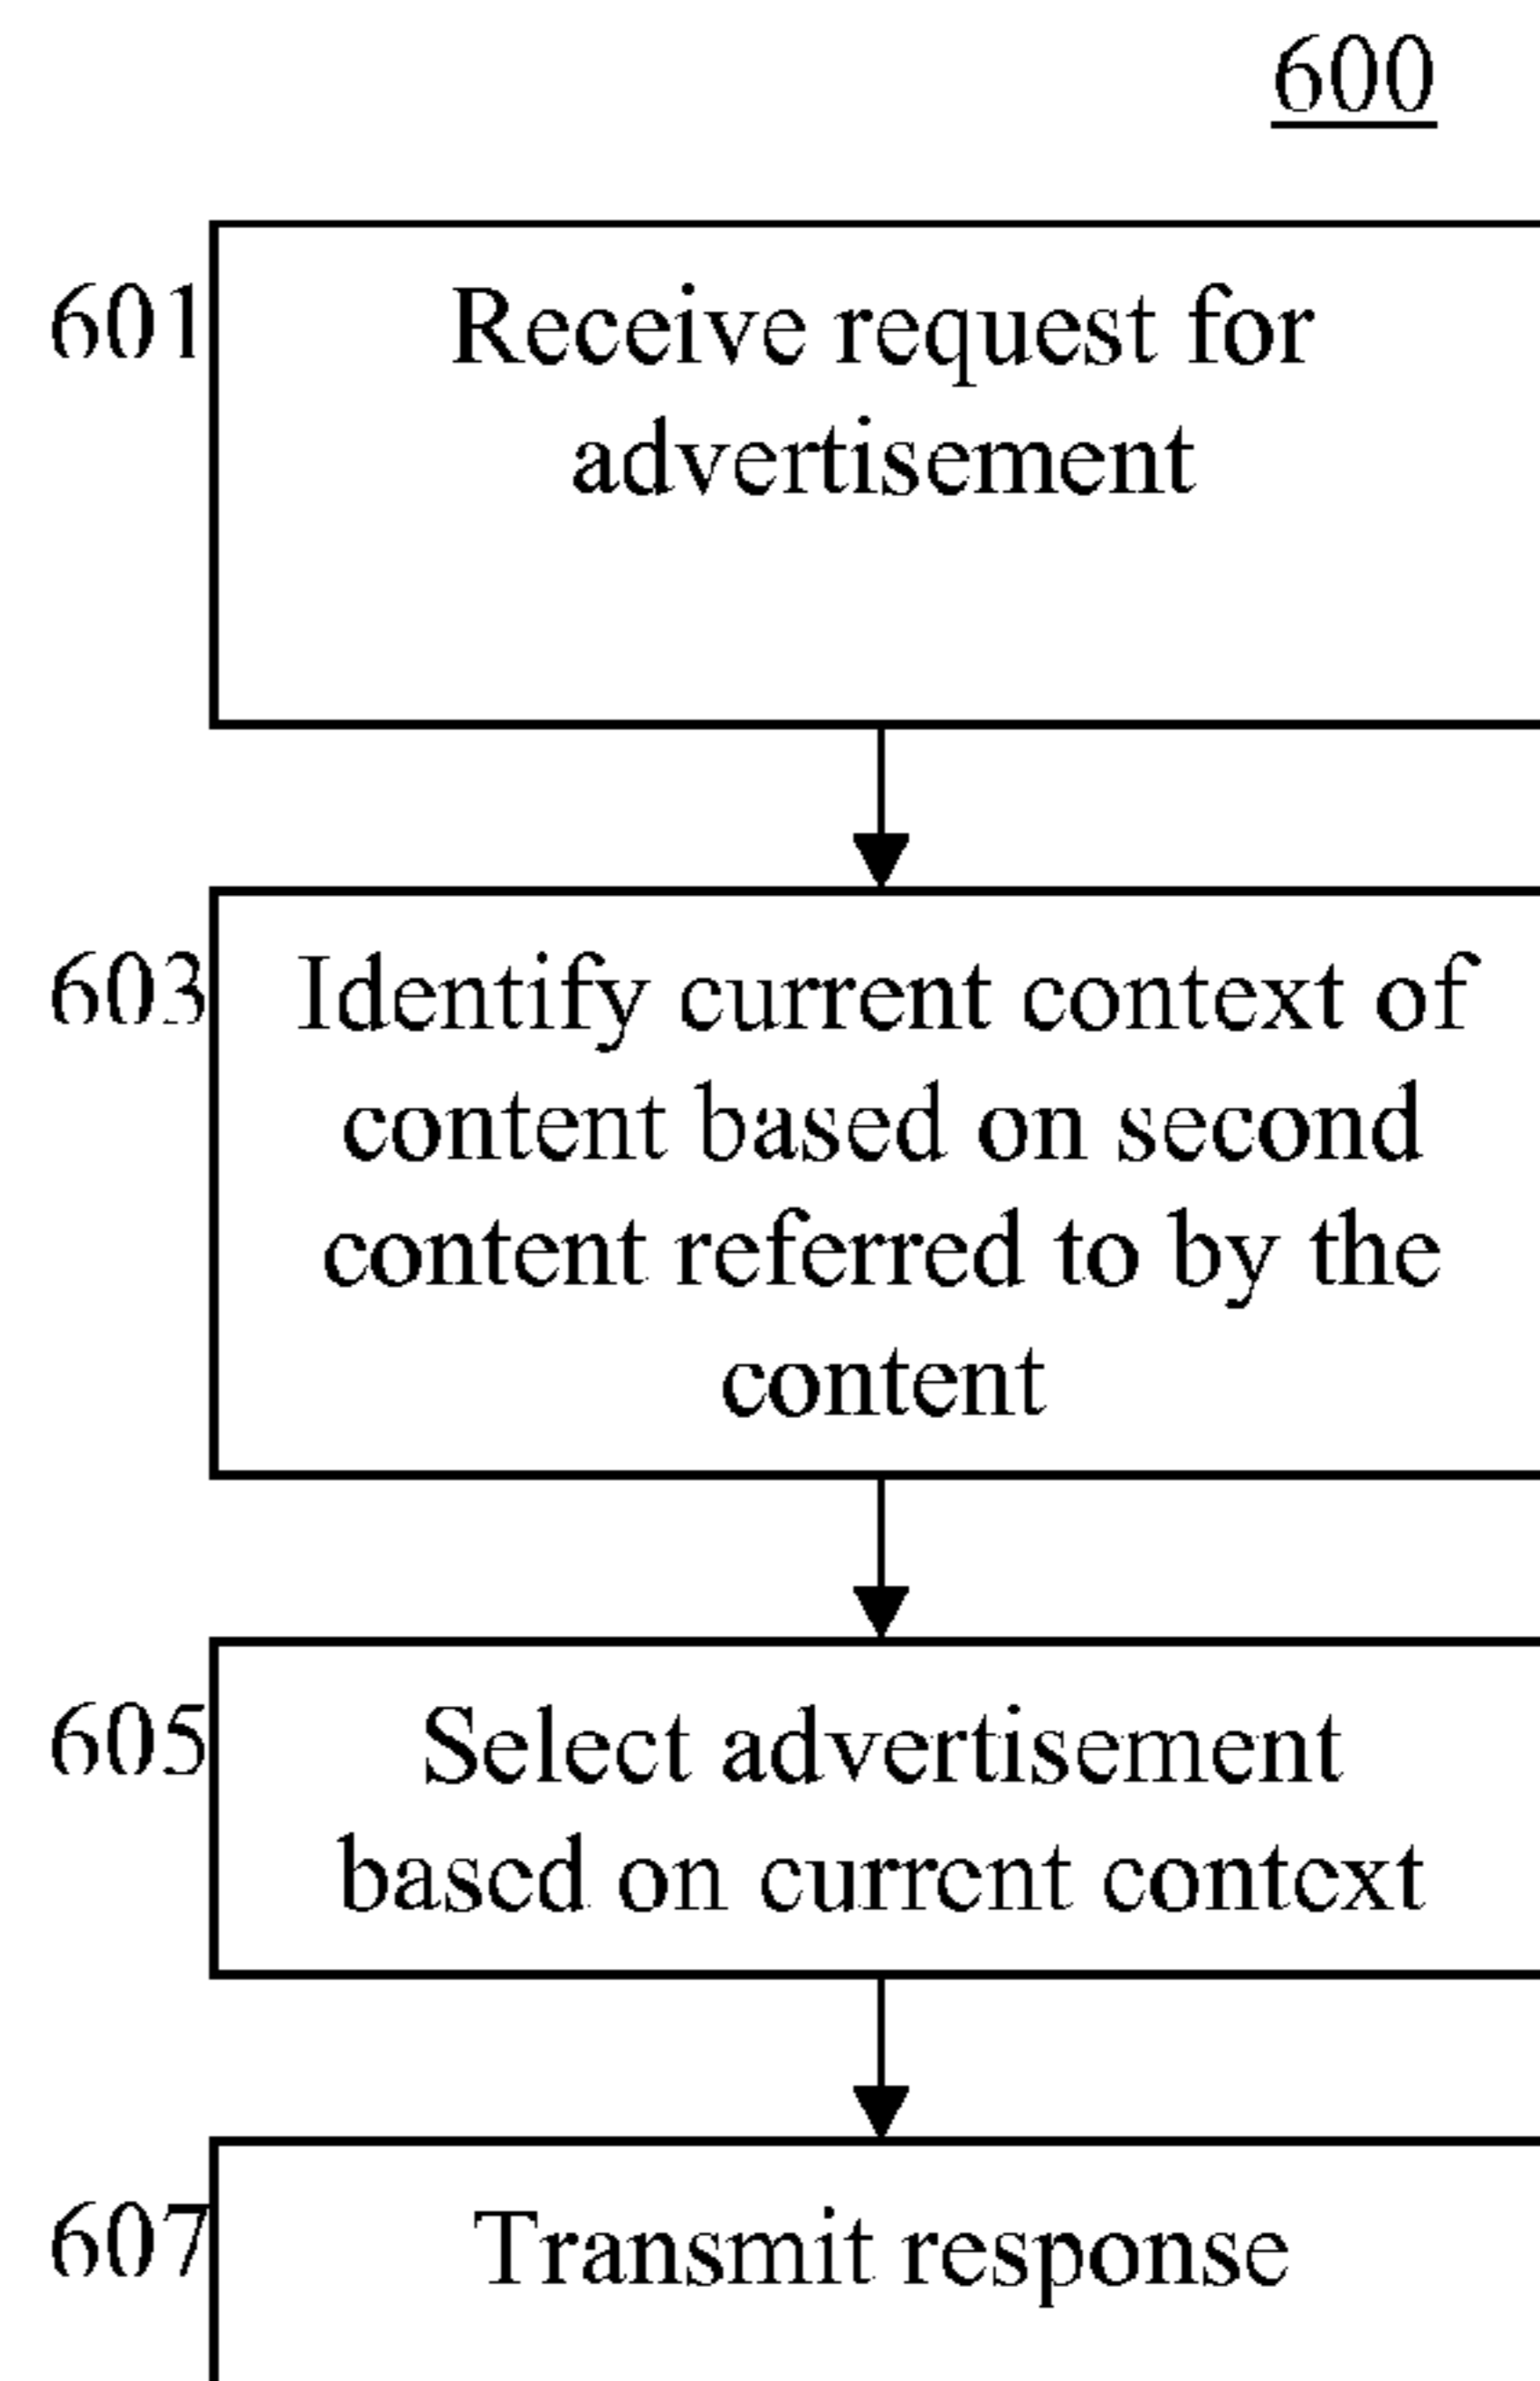 600
601
Receive request for
advertisement
603
Identify current context of
content based on second
content referred to by the
content
605
Select advertisement
based on current context
607
Transmit response